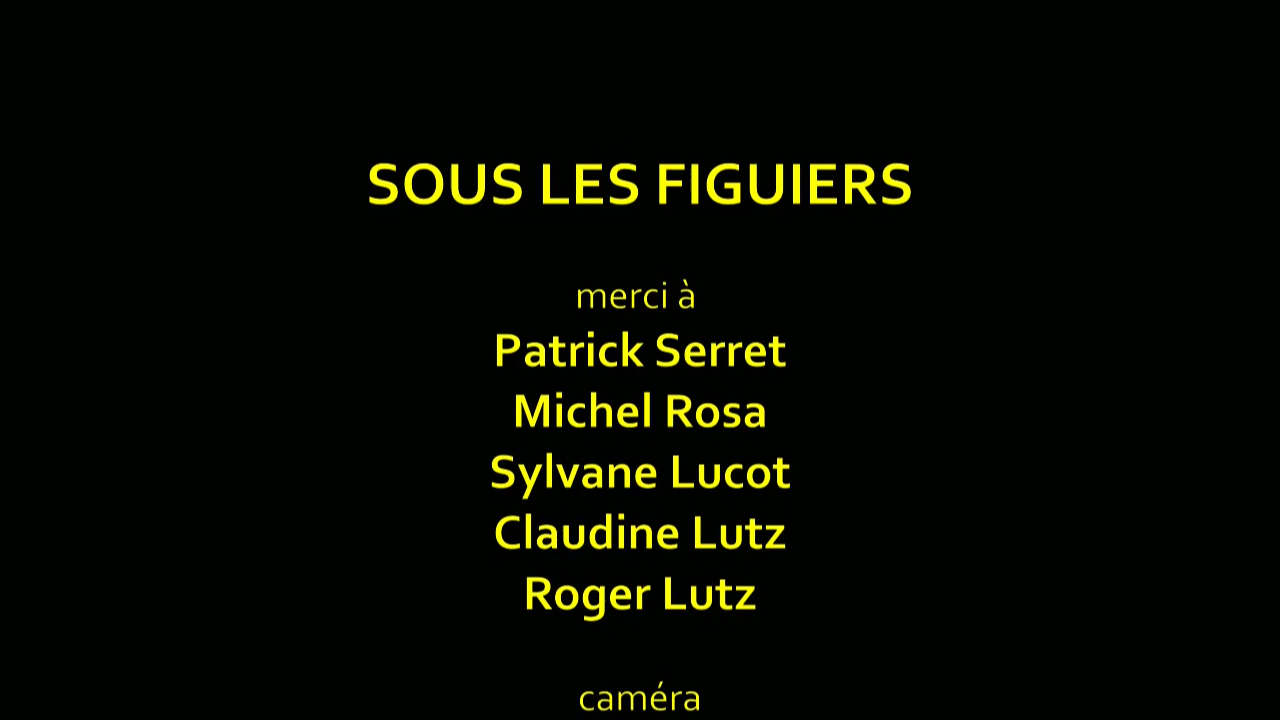 SOUS LES FIGUIERS
merci à
Patrick Serret
Michel Rosa
Sylvane Lucot
Claudine Lutz
Roger Lutz
caméra